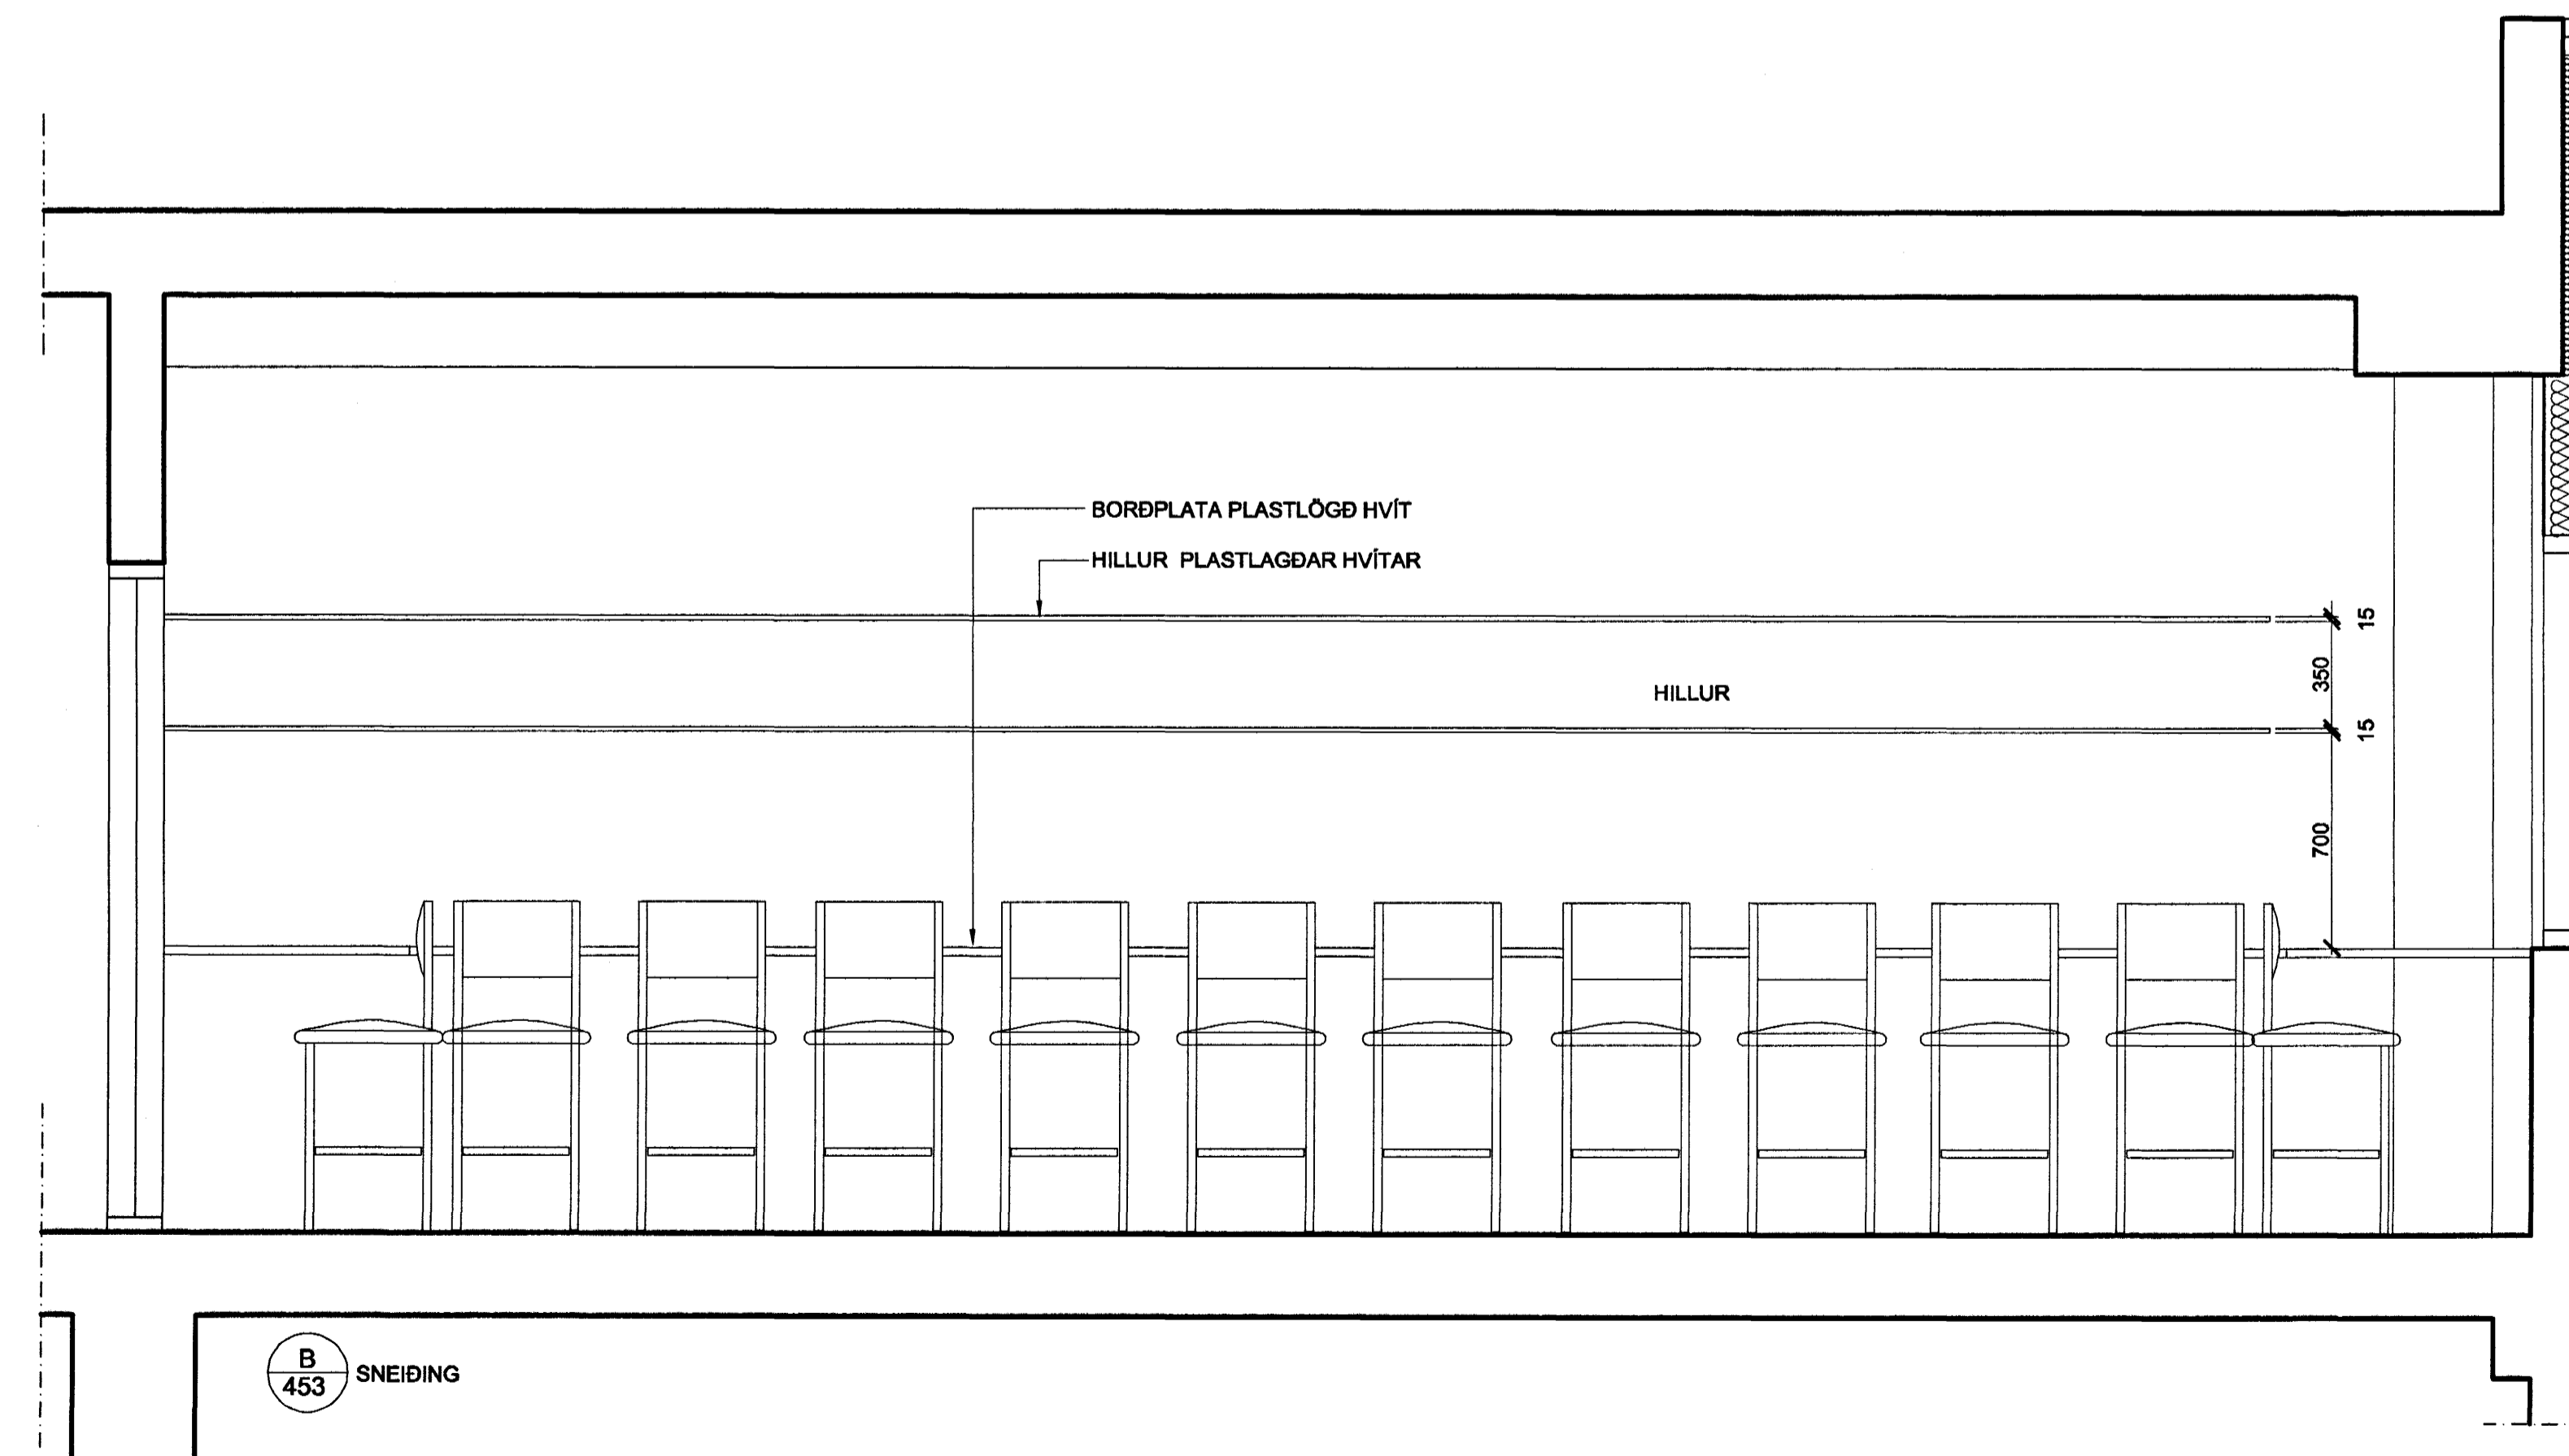 BORÐPLATA PLASTLÖGÐ HVÍT
HILLUR PLASTLAGÐAR HVÍTAR
15
350
HILLUR
15
700
B
453
SNEIÐING